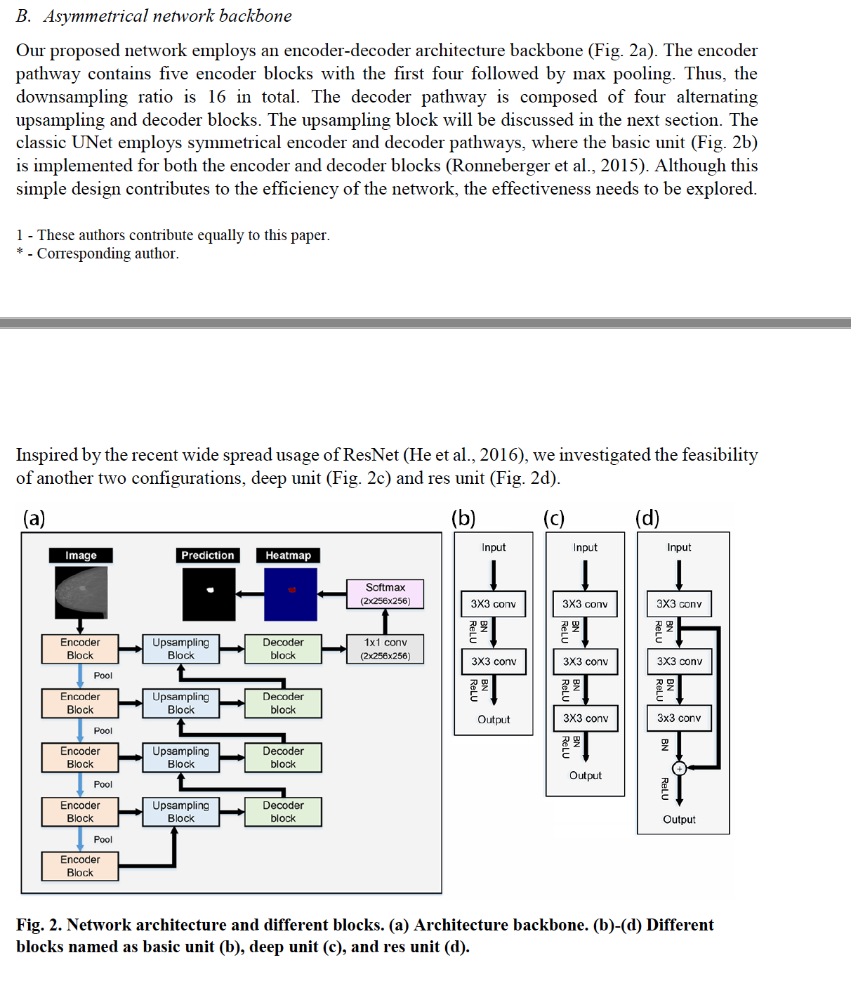 B. Asymmetrical network backbone
Our proposed network employs an encoder-decoder architecture backbone (Fig. 2a). The encoder
pathway contains five encoder blocks with the first four followed by max pooling. Thus, the
downsampling ratio is 16 in total. The decoder pathway is composed of four alternating
upsampling and decoder blocks. The upsampling block will be discussed in the next section. The
classic UNet employs symmetrical encoder and decoder pathways, where the basic unit (Fig. 2b)
is implemented for both the encoder and decoder blocks (Ronneberger et al., 2015). Although this
simple design contributes to the efficiency of the network, the effectiveness needs to be explored.
1 - These authors contribute equally to this paper.
* - Corresponding author.
Inspired by the recent wide spread usage of ResNet (He et al., 2016), we investigated the feasibility
of another two configurations, deep unit (Fig. 2c) and res unit (Fig. 2d).
(a)
Image
Prediction
Heatmap
Softmax
(2x256x256)
Encoder
Block
Upsampling
Block
Decoder
block
1x1 conv
(2x256x256)
Pool
Encoder
Block
Upsampling
Block
Decoder
block
Pool
Encoder
Block
Upsampling
Block
Decoder
block
Pool
Encoder
Block
Upsampling
Block
Decoder
block
Pool
Encoder
Block
(b)
Input
3X3 conv
BN
ReLU
3X3 conv
BN
ReLU
Output
(c)
Input
3X3 conv
BN
ReLU
3X3 conv
BN
ReLU
3X3 conv
BN
ReLU
Output
(d)
Input
3X3 conv
BN
ReLU
3X3 conv
BN
ReLU
3x3 conv
BN
+
ReLU
Output
Fig. 2. Network architecture and different blocks. (a) Architecture backbone. (b)-(d) Different
blocks named as basic unit (b), deep unit (c), and res unit (d).